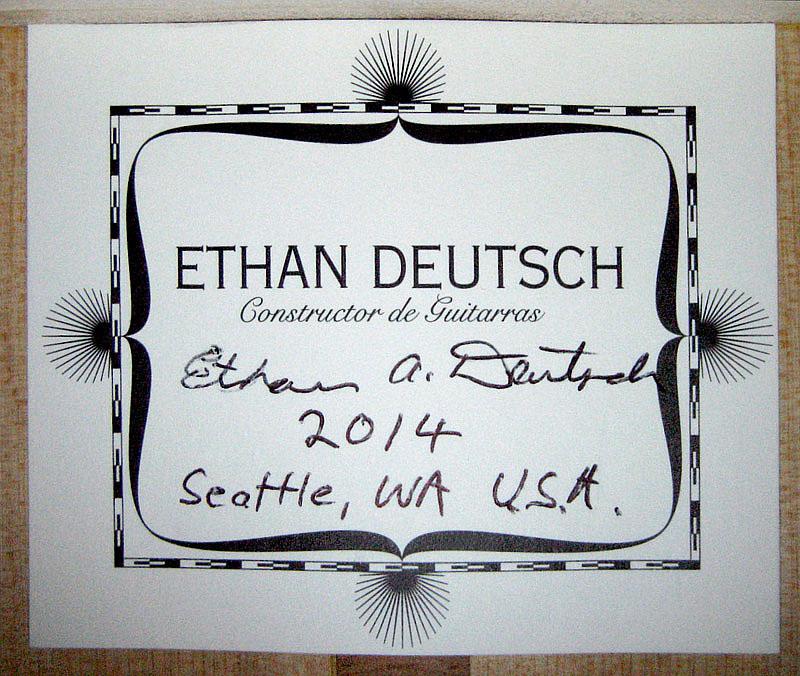 ETHAN DEUTSCH
Constructor de Guitarras
Ethan A. Deutsch
2014
Seattle, WA U.S.A.